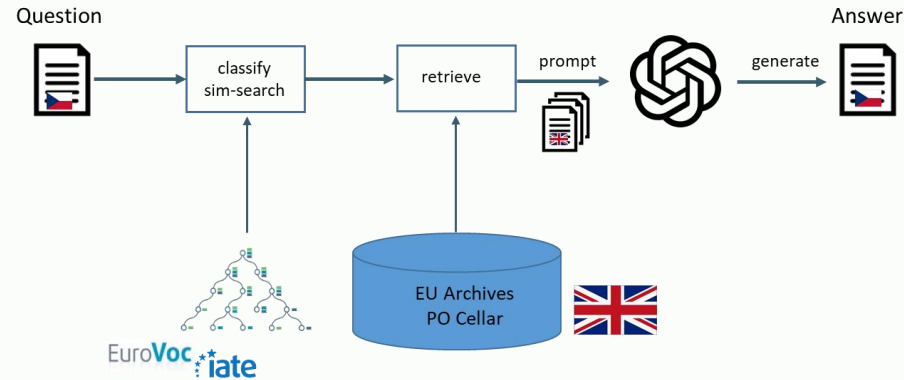 Question
Answer
classify
sim-search
retrieve
prompt
generate
EU Archives
PO Cellar
EuroVoc
iate